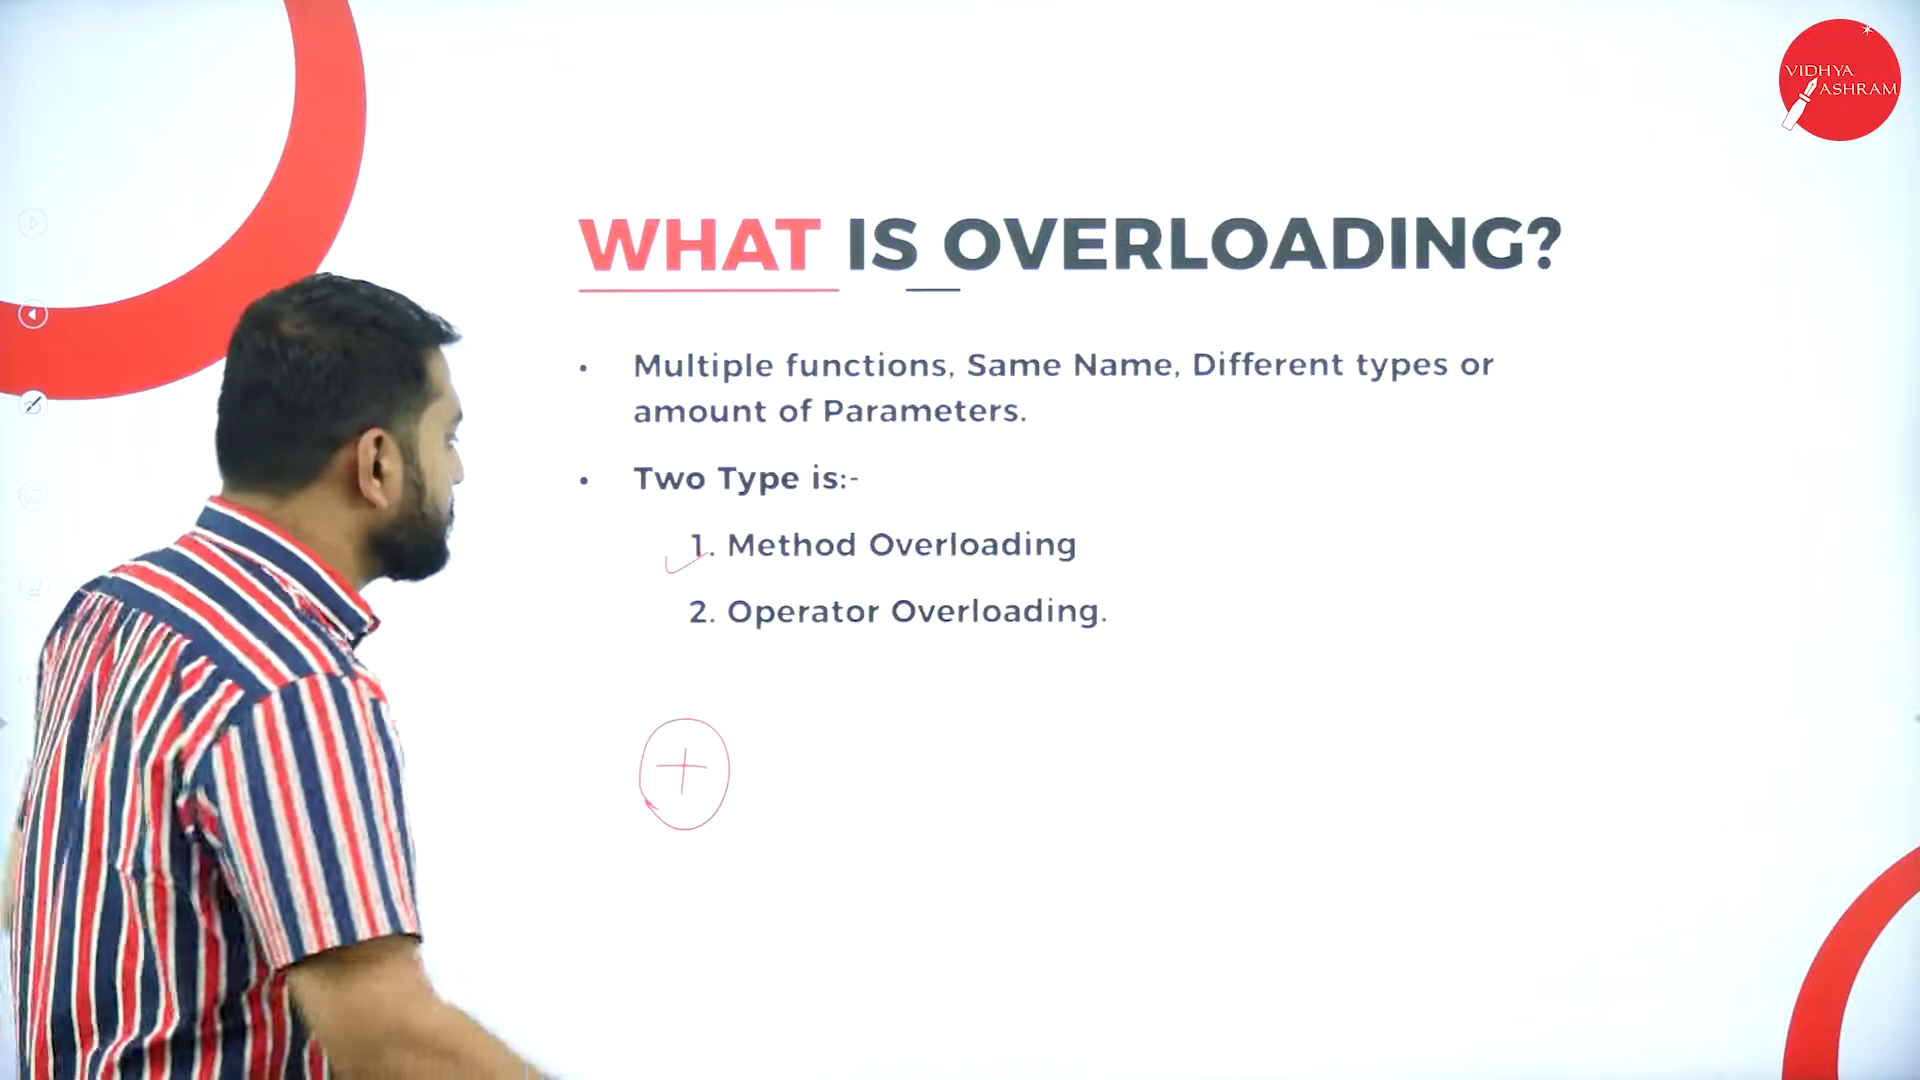 VIDHYA
ASHRAM
WHAT IS OVERLOADING?
• Multiple functions, Same Name, Different types or
amount of Parameters.
• Two Type is:-
1. Method Overloading
2. Operator Overloading.
+